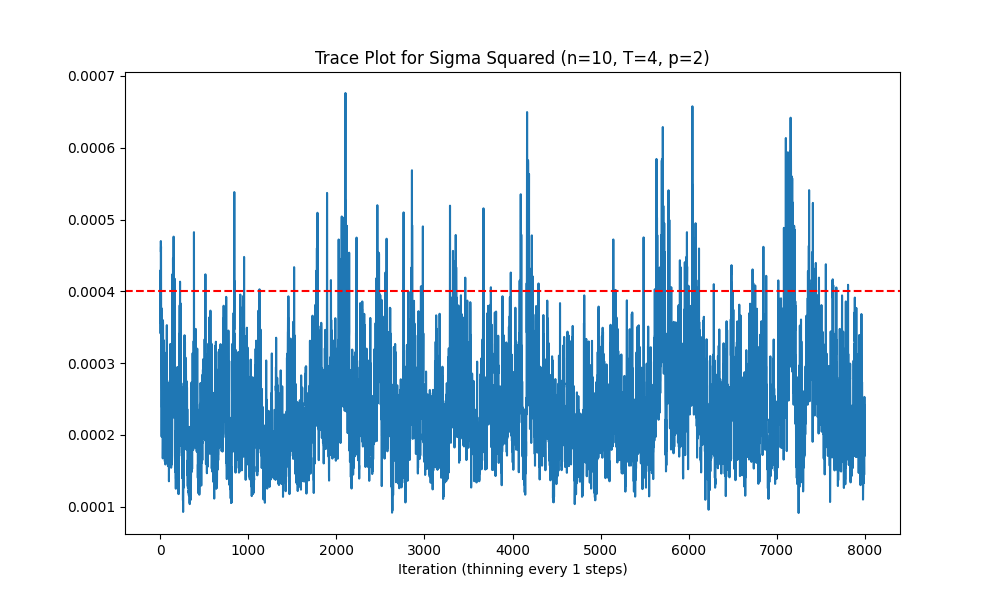 Trace Plot for Sigma Squared (n=10, T=4, p=2)
0.0007
0.0006
0.0005
0.0004
0.0003
0.0002
0.0001
0 1000 2000 3000 4000 5000 6000 7000 8000
Iteration (thinning every 1 steps)